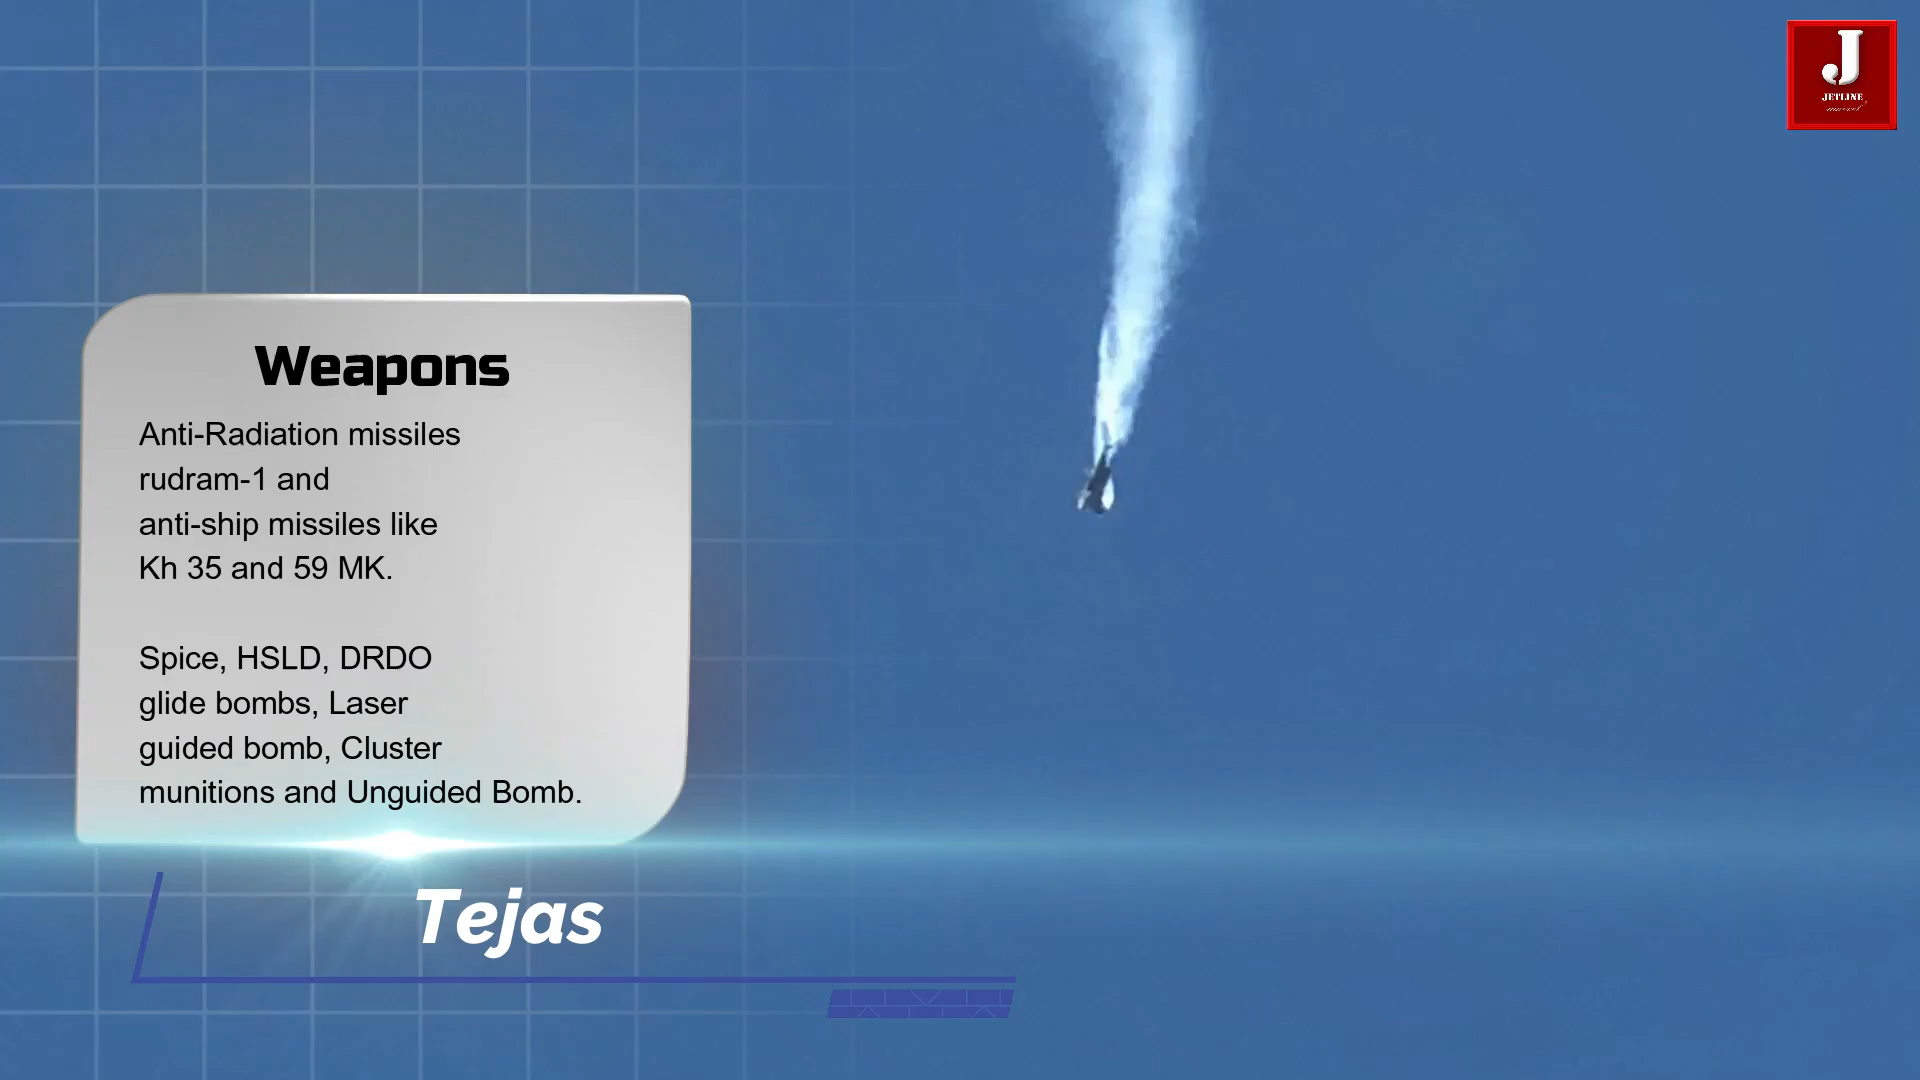 J
JETLINE
Weapons
Anti-Radiation missiles
rudram-1 and
anti-ship missiles like
Kh 35 and 59 MK.
Spice, HSLD, DRDO
glide bombs, Laser
guided bomb, Cluster
munitions and Unguided Bomb.
Tejas